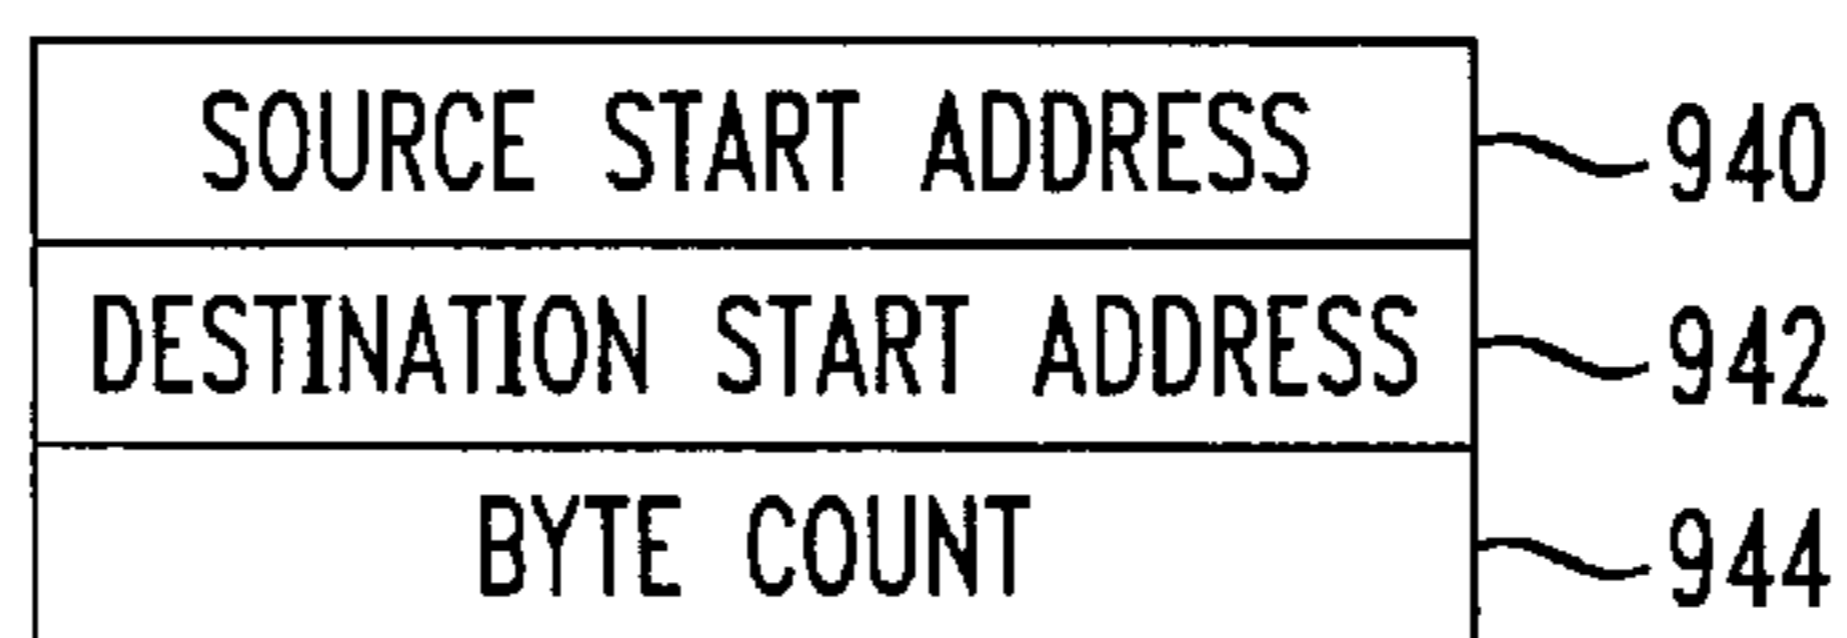 SOURCE START ADDRESS 940
DESTINATION START ADDRESS 942
BYTE COUNT 944